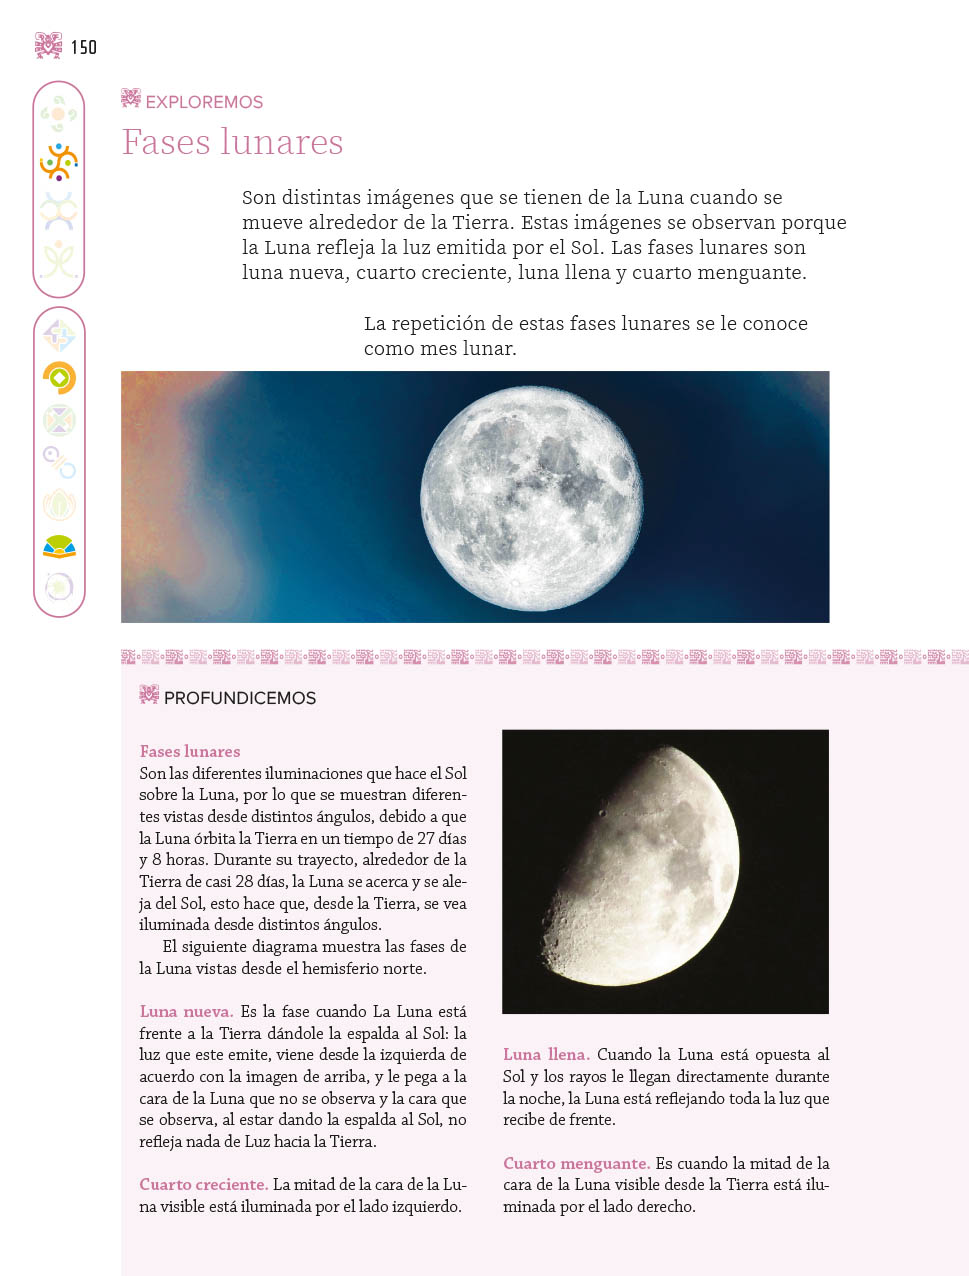 150
EXPLOREMOS
Fases lunares
Son distintas imágenes que se tienen de la Luna cuando se
mueve alrededor de la Tierra. Estas imágenes se observan porque
la Luna refleja la luz emitida por el Sol. Las fases lunares son
luna nueva, cuarto creciente, luna llena y cuarto menguante.
La repetición de estas fases lunares se le conoce
como mes lunar.
PROFUNDICEMOS
Fases lunares
Son las diferentes iluminaciones que hace el Sol
sobre la Luna, por lo que se muestran diferen-
tes vistas desde distintos ángulos, debido a que
la Luna órbita la Tierra en un tiempo de 27 días
y 8 horas. Durante su trayecto, alrededor de la
Tierra de casi 28 días, la Luna se acerca y se ale-
ja del Sol, esto hace que, desde la Tierra, se vea
iluminada desde distintos ángulos.
El siguiente diagrama muestra las fases de
la Luna vistas desde el hemisferio norte.
Luna nueva. Es la fase cuando La Luna está
frente a la Tierra dándole la espalda al Sol: la
luz que este emite, viene desde la izquierda de
acuerdo con la imagen de arriba, y le pega a la
cara de la Luna que no se observa y la cara que
se observa, al estar dando la espalda al Sol, no
refleja nada de Luz hacia la Tierra.
Cuarto creciente. La mitad de la cara de la Lu-
na visible está iluminada por el lado izquierdo.
Luna llena. Cuando la Luna está opuesta al
Sol y los rayos le llegan directamente durante
la noche, la Luna está reflejando toda la luz que
recibe de frente.
Cuarto menguante. Es cuando la mitad de la
cara de la Luna visible desde la Tierra está ilu-
minada por el lado derecho.